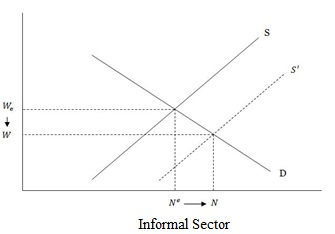 S
S'
Wₑ
↓
W
D
Nᵉ → N
Informal Sector